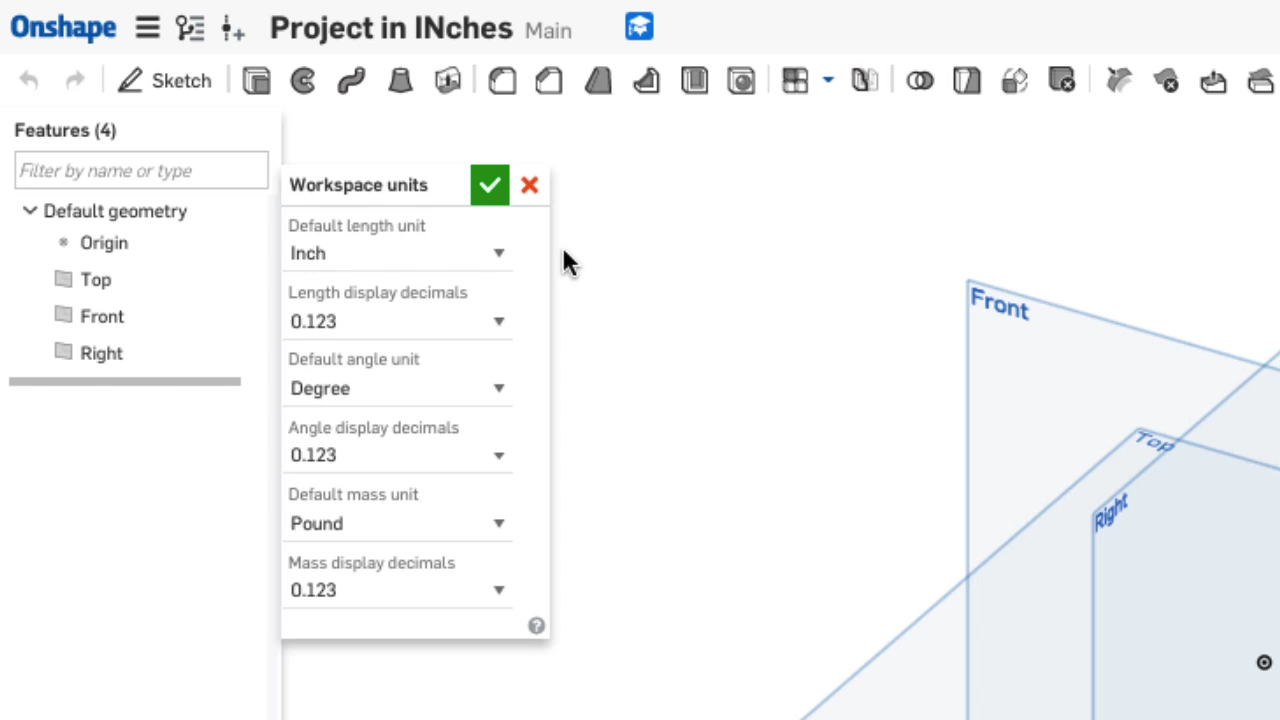 Onshape Project in INches Main
Sketch
Features (4)
Filter by name or type
Default geometry
Origin
Top
Front
Right
Workspace units
Default length unit
Inch
Length display decimals
0.123
Default angle unit
Degree
Angle display decimals
0.123
Default mass unit
Pound
Mass display decimals
0.123
?
Front
Top
Right